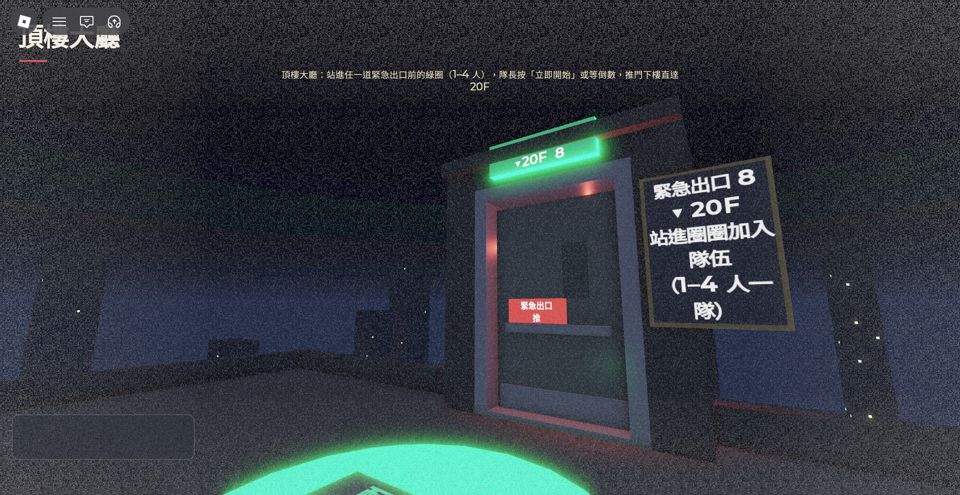 頂樓大廳
頂樓大廳：站進任一道緊急出口前的綠圈（1–4 人），隊長按「立即開始」或等倒數，推門下樓直達
20F
▼20F 8
緊急出口 8
▼ 20F
站進圈圈加入
隊伍
（1–4 人一
隊）
緊急出口
推